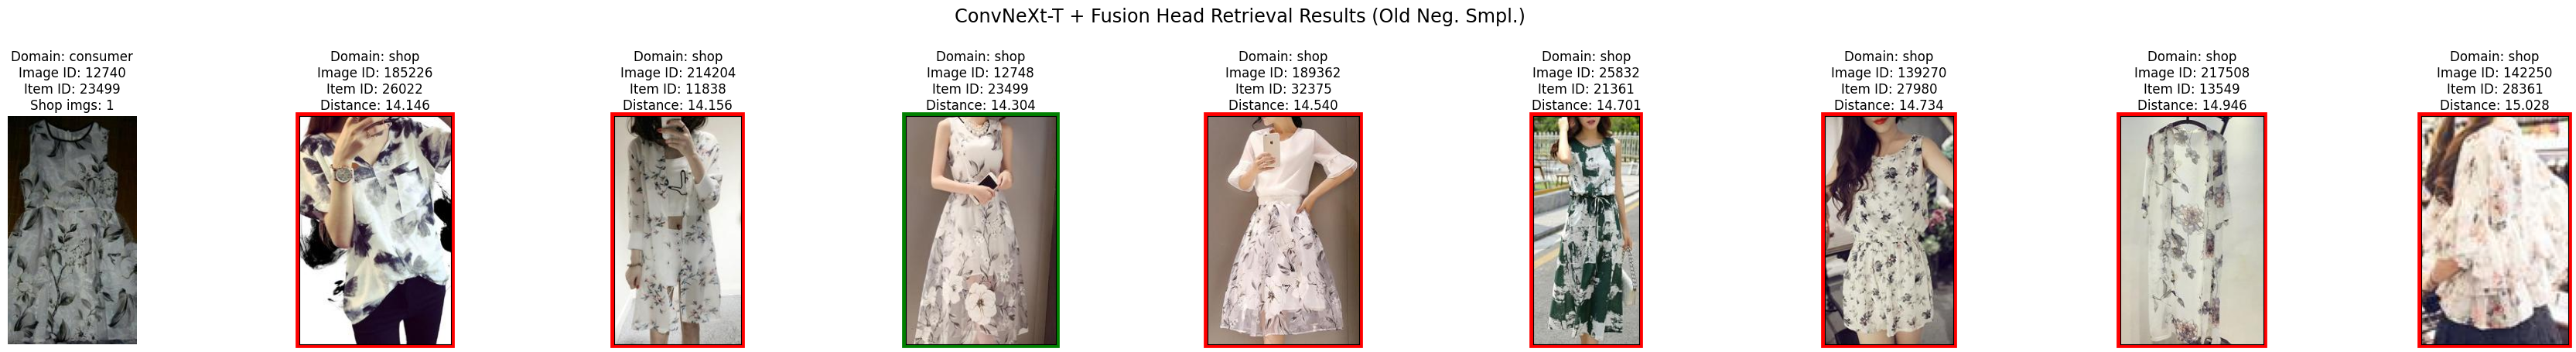 ConvNeXt-T + Fusion Head Retrieval Results (Old Neg. Smpl.)
Domain: consumer
Image ID: 12740
Item ID: 23499
Shop imgs: 1
Domain: shop
Image ID: 185226
Item ID: 26022
Distance: 14.146
Domain: shop
Image ID: 214204
Item ID: 11838
Distance: 14.156
Domain: shop
Image ID: 12748
Item ID: 23499
Distance: 14.304
Domain: shop
Image ID: 189362
Item ID: 32375
Distance: 14.540
Domain: shop
Image ID: 25832
Item ID: 21361
Distance: 14.701
Domain: shop
Image ID: 139270
Item ID: 27980
Distance: 14.734
Domain: shop
Image ID: 217508
Item ID: 13549
Distance: 14.946
Domain: shop
Image ID: 142250
Item ID: 28361
Distance: 15.028